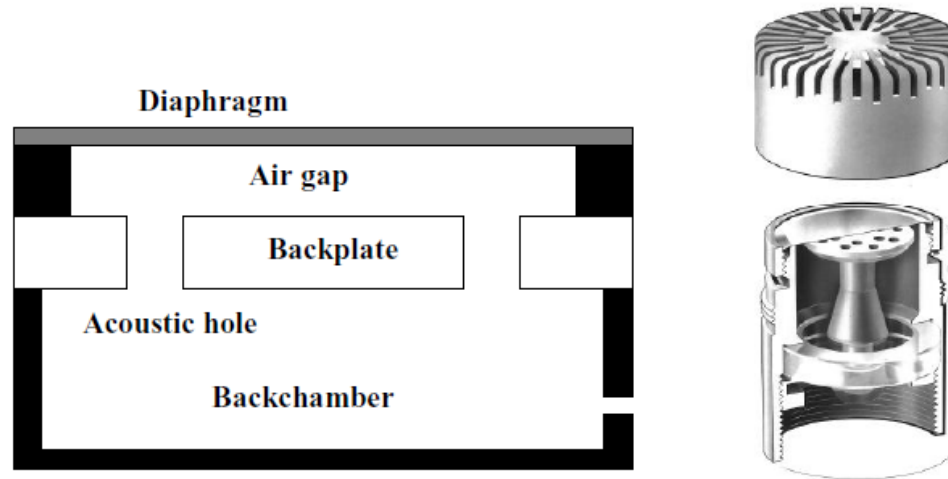 Diaphragm
Air gap
Backplate
Acoustic hole
Backchamber